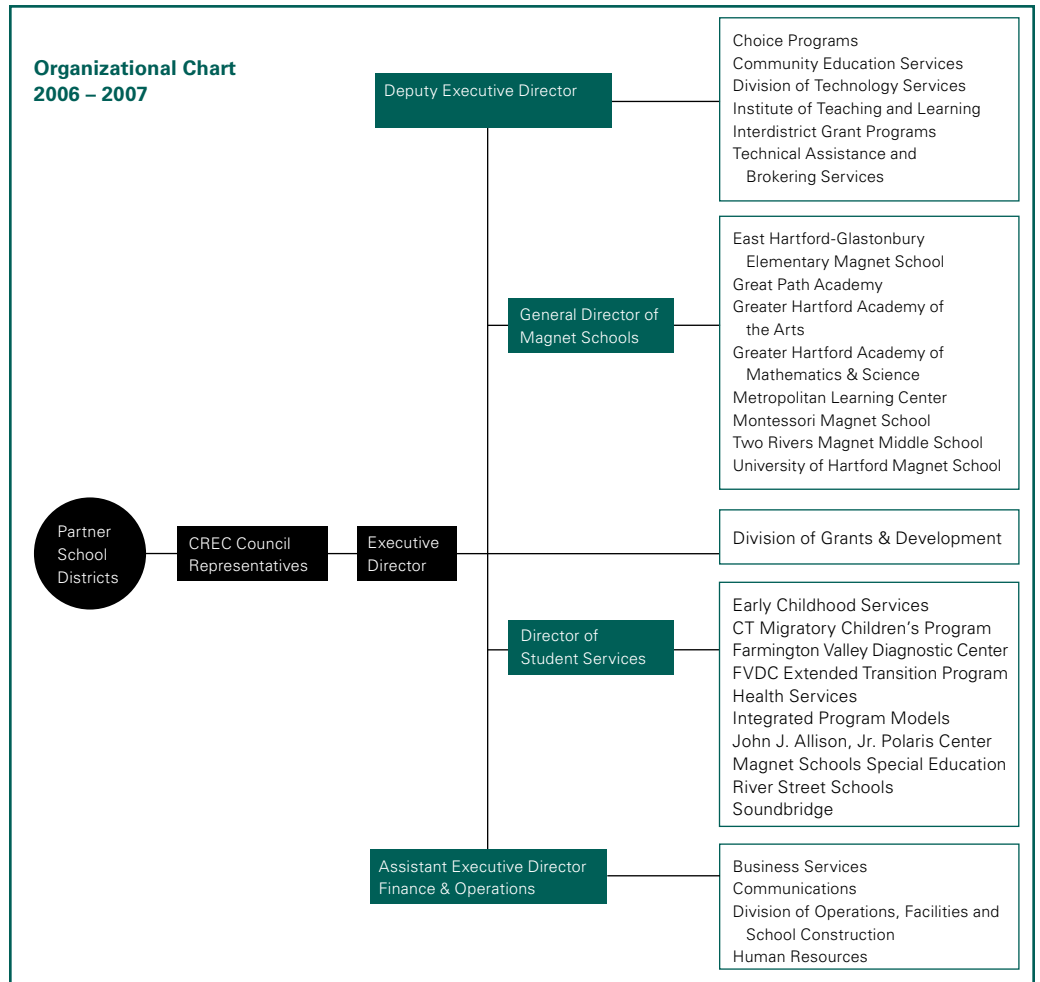 Organizational Chart
2006 – 2007
Deputy Executive Director
Choice Programs
Community Education Services
Division of Technology Services
Institute of Teaching and Learning
Interdistrict Grant Programs
Technical Assistance and
Brokering Services
General Director of
Magnet Schools
East Hartford-Glastonbury
Elementary Magnet School
Great Path Academy
Greater Hartford Academy of
the Arts
Greater Hartford Academy of
Mathematics & Science
Metropolitan Learning Center
Montessori Magnet School
Two Rivers Magnet Middle School
University of Hartford Magnet School
Partner
School
Districts
CREC Council
Representatives
Executive
Director
Division of Grants & Development
Director of
Student Services
Early Childhood Services
CT Migratory Children’s Program
Farmington Valley Diagnostic Center
FVDC Extended Transition Program
Health Services
Integrated Program Models
John J. Allison, Jr. Polaris Center
Magnet Schools Special Education
River Street Schools
Soundbridge
Assistant Executive Director
Finance & Operations
Business Services
Communications
Division of Operations, Facilities and
School Construction
Human Resources